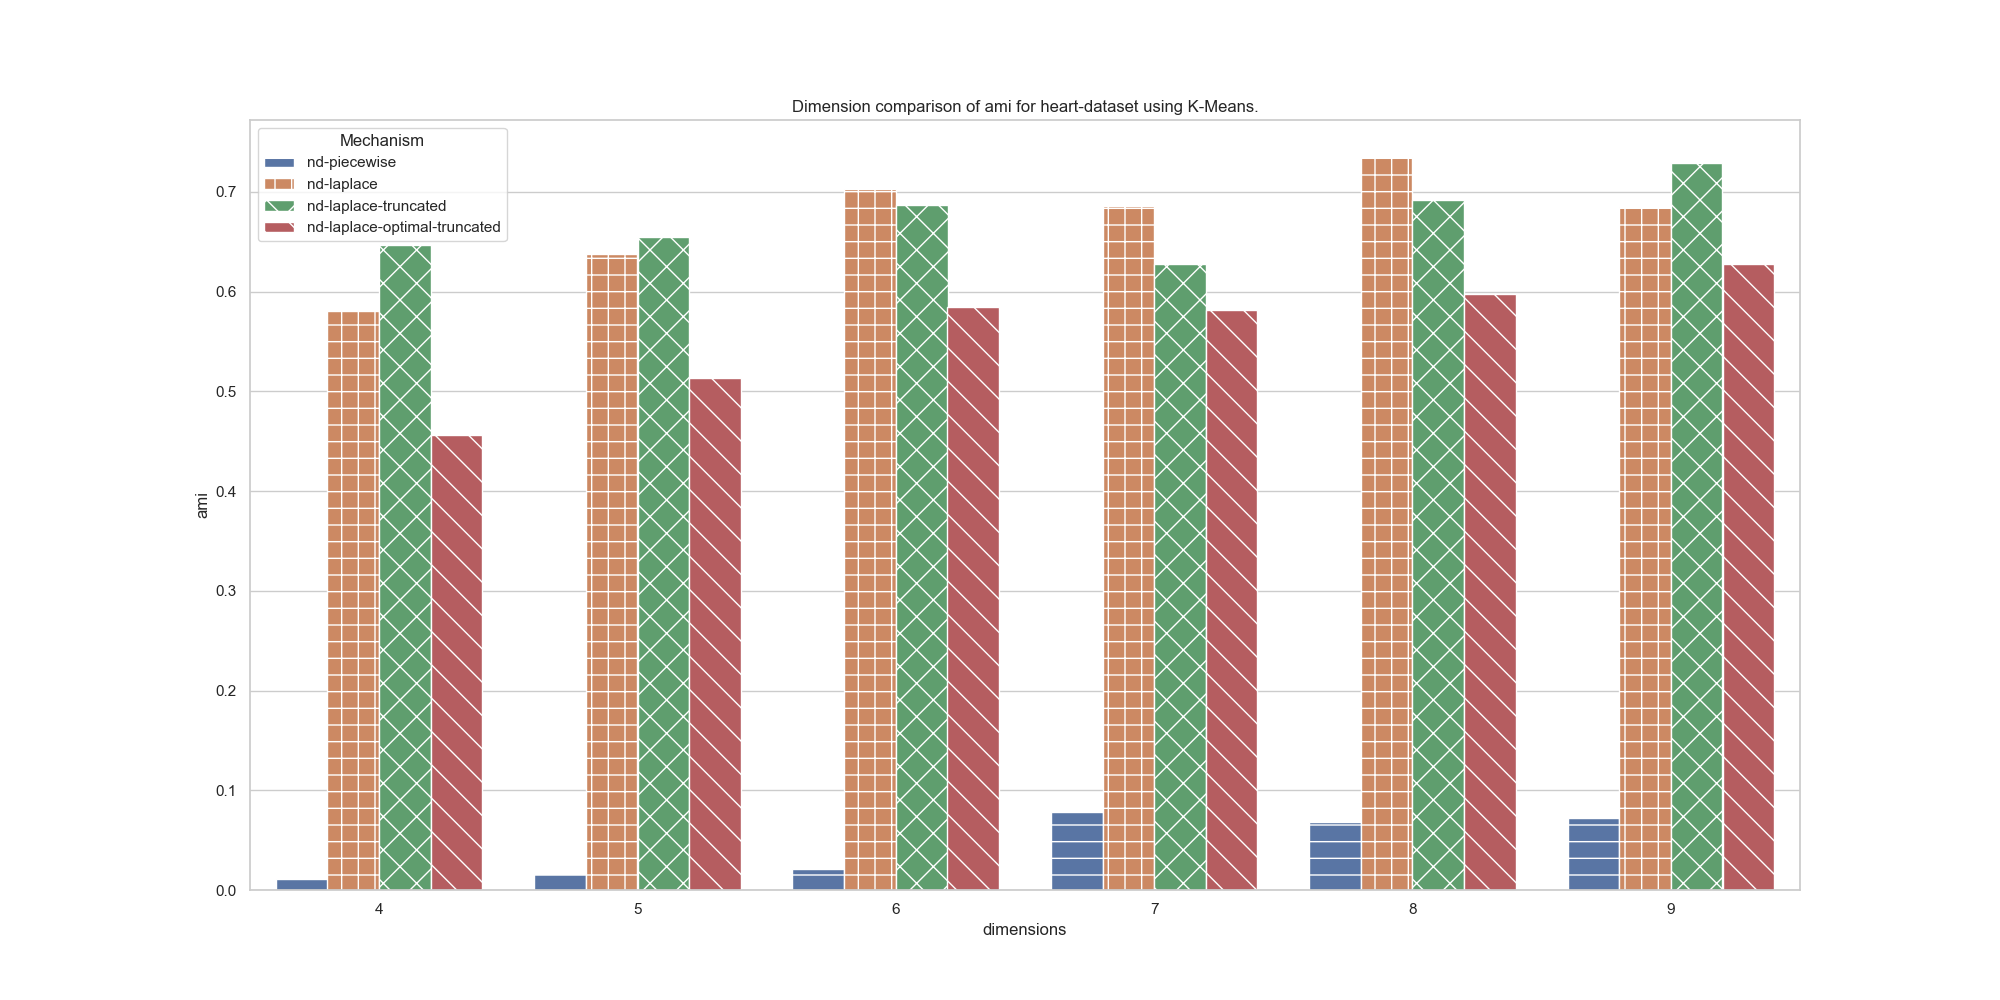 Dimension comparison of ami for heart-dataset using K-Means.
Mechanism
nd-piecewise
nd-laplace
nd-laplace-truncated
nd-laplace-optimal-truncated
0.7
0.6
0.5
0.4
0.3
0.2
0.1
0.0
ami
4 5 6 7 8 9
dimensions